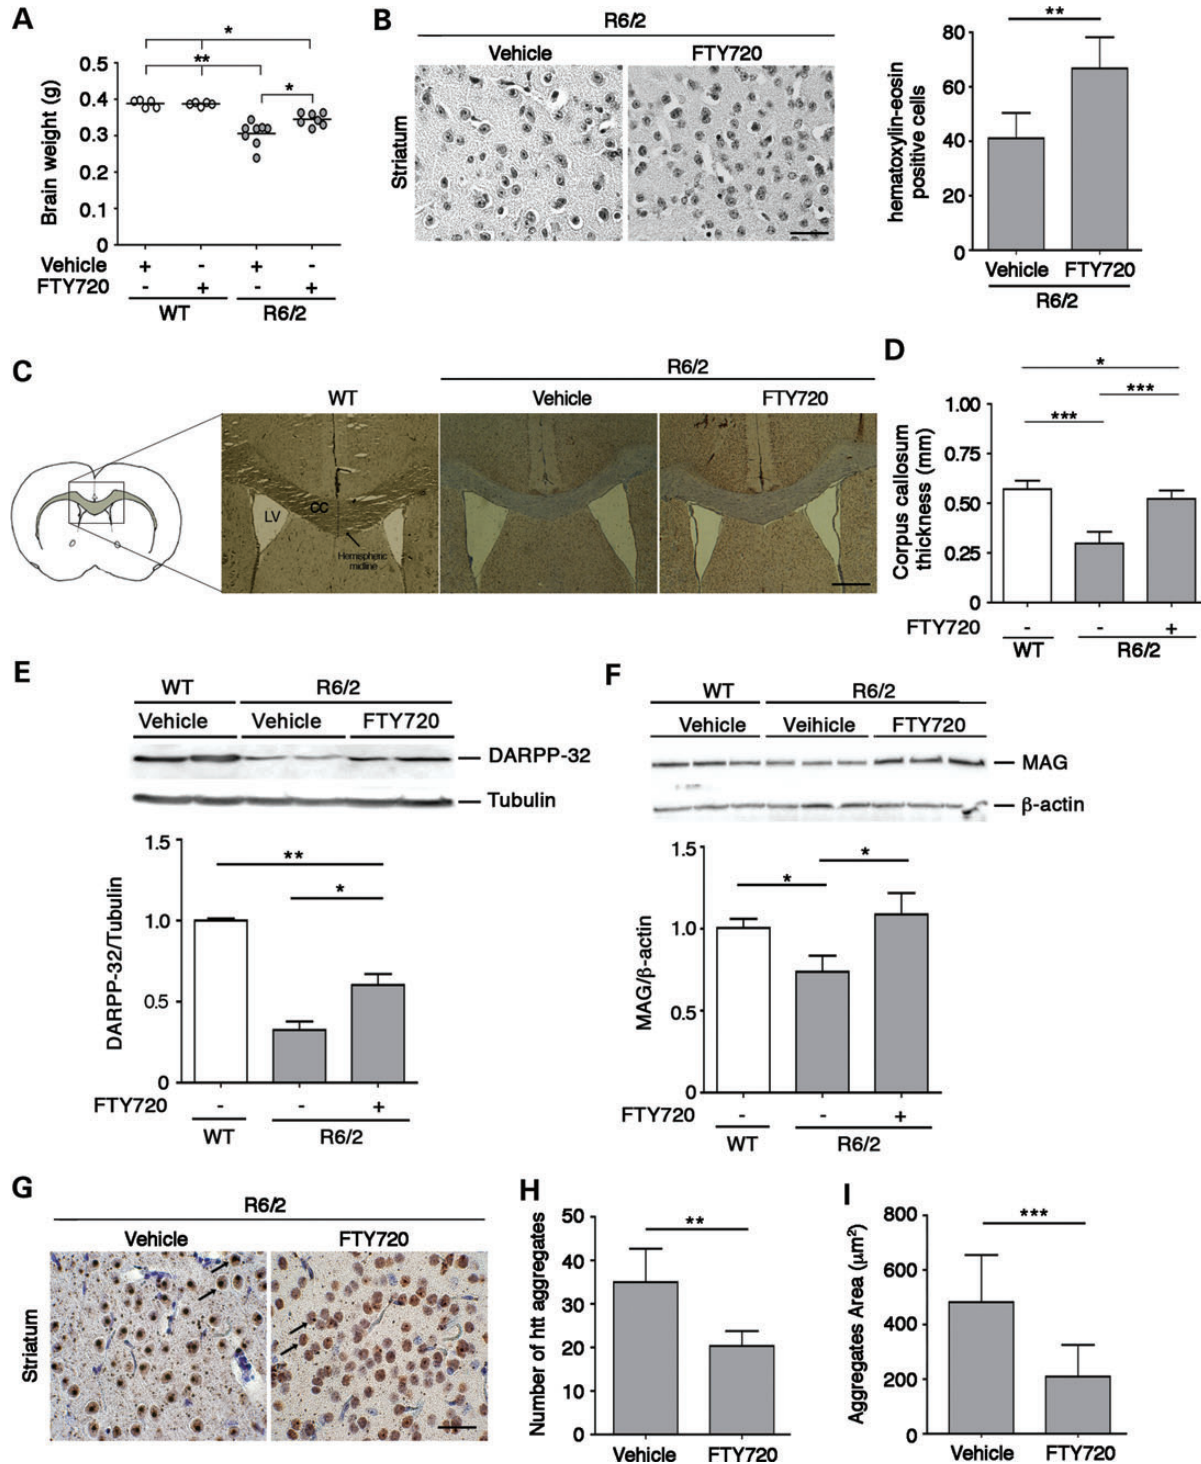 A
Brain weight (g)
0.5
0.4
0.3
0.2
0.1
0
*
**
*
Vehicle + - + -
FTY720 - + - +
WT R6/2
B
R6/2
Vehicle FTY720
Striatum
hematoxylin-eosin
positive cells
80
60
40
20
0
**
Vehicle FTY720
R6/2
C
R6/2
WT Vehicle FTY720
LV
CC
Hemispheric
midline
D
Corpus callosum
thickness (mm)
*
***
***
1.00
0.75
0.50
0.25
0
FTY720 - - +
WT R6/2
E
WT R6/2
Vehicle Vehicle FTY720
DARPP-32
Tubulin
DARPP-32/Tubulin
1.5
1.0
0.5
0
**
*
FTY720 - - +
WT R6/2
F
WT R6/2
Vehicle Veihicle FTY720
MAG
β-actin
MAG/β-actin
1.5
1.0
0.5
0
*
*
FTY720 - - +
WT R6/2
G
R6/2
Vehicle FTY720
Striatum
H
Number of htt aggregates
50
40
30
20
10
0
**
Vehicle FTY720
I
Aggregates Area (μm²)
800
600
400
200
0
***
Vehicle FTY720